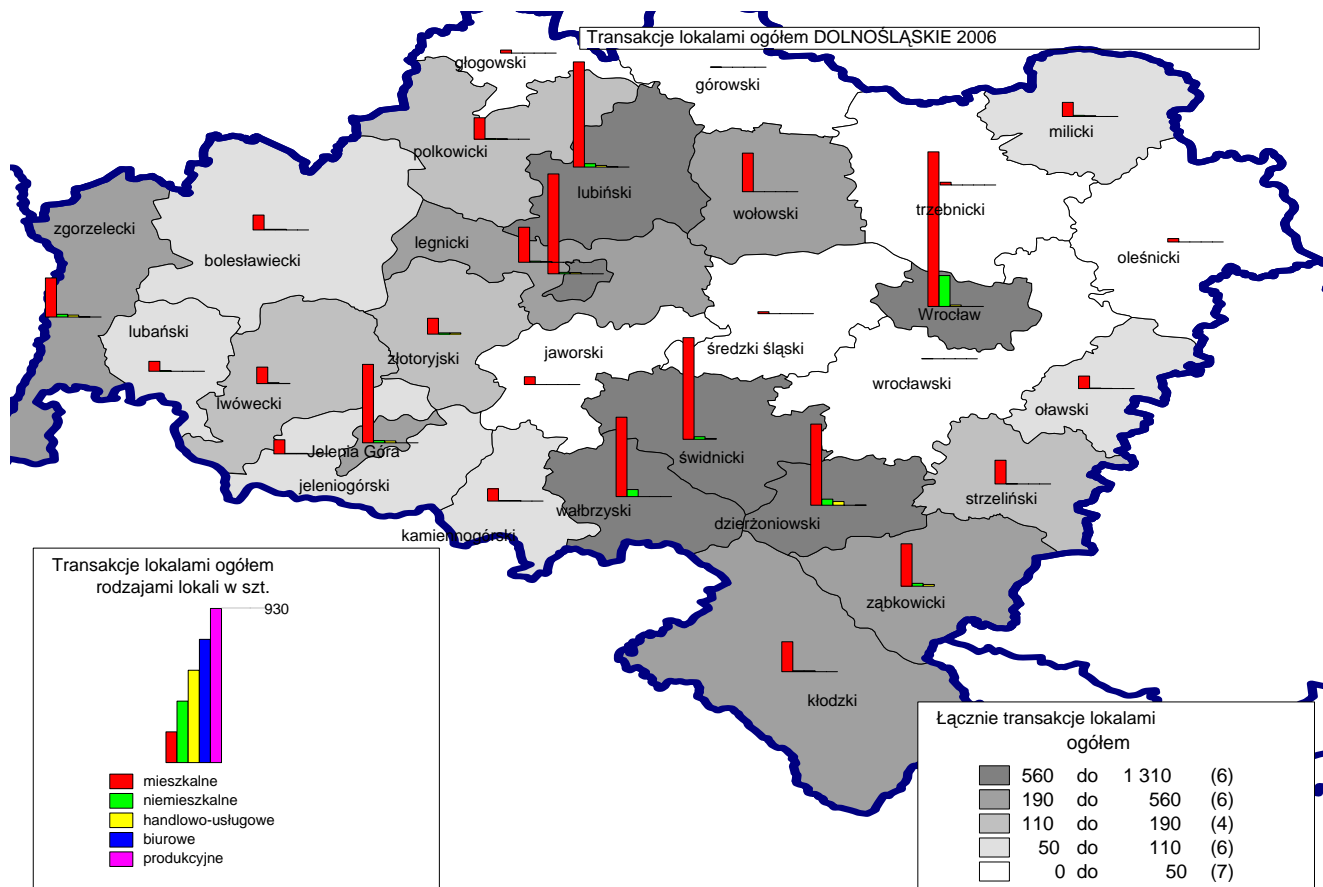 Transakcje lokalami ogółem DOLNOŚLĄSKIE 2006
głogowski
górowski
milicki
polkowicki
lubiński
wołowski
trzebnicki
zgorzelecki
legnicki
bolesławiecki
oleśnicki
Wrocław
lubański
złotoryjski
jaworski
średzki śląski
wrocławski
lwówecki
oławski
Jelenia Góra
świdnicki
jeleniogórski
strzeliński
wałbrzyski
dzierżoniowski
kamiennogórski
ząbkowicki
kłodzki
Transakcje lokalami ogółem
rodzajami lokali w szt.
930
mieszkalne
niemieszkalne
handlowo-usługowe
biurowe
produkcyjne
Łącznie transakcje lokalami
ogółem
560 do 1 310 (6)
190 do 560 (6)
110 do 190 (4)
50 do 110 (6)
0 do 50 (7)